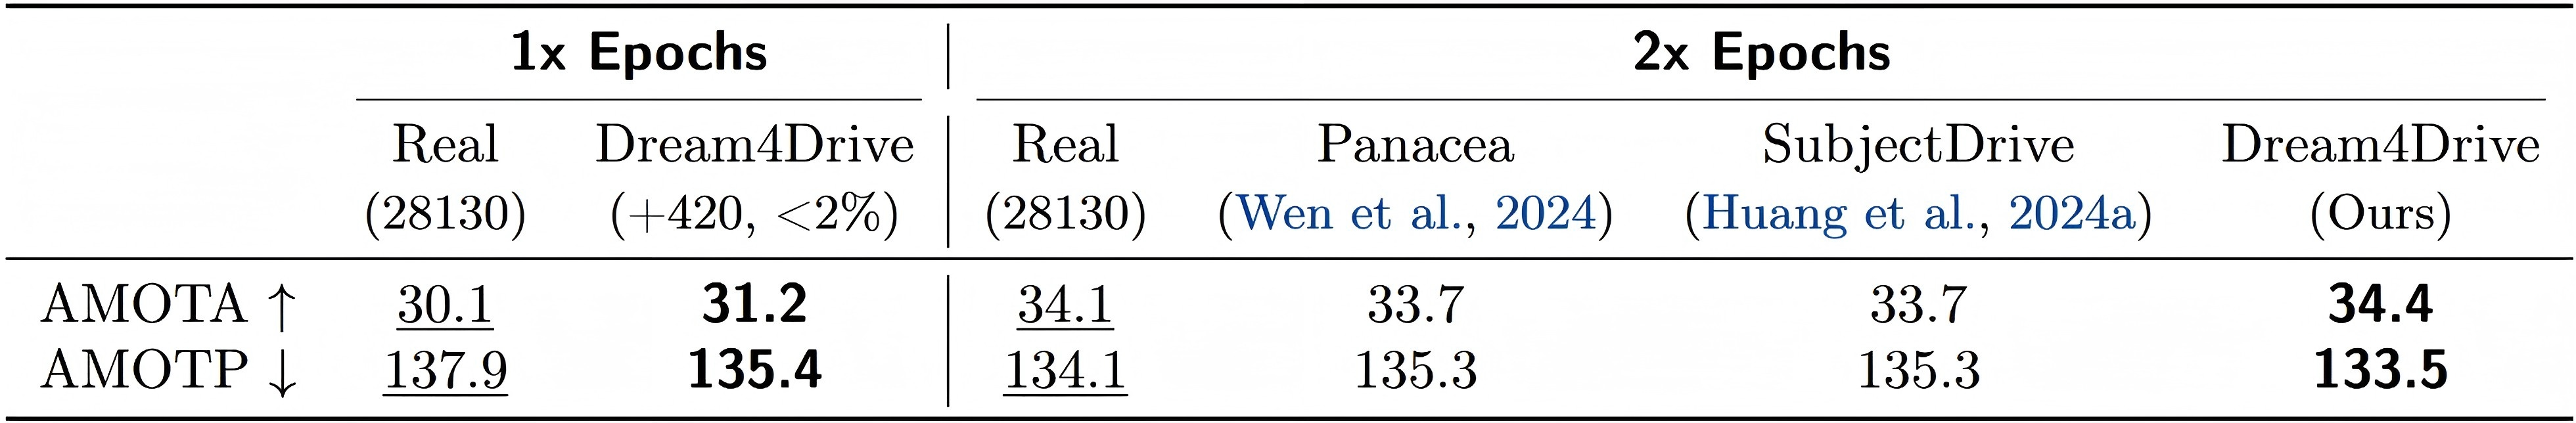 1x Epochs 2x Epochs
Real Dream4Drive Real Panacea SubjectDrive Dream4Drive
(28130) (+420, <2%) (28130) (Wen et al., 2024) (Huang et al., 2024a) (Ours)
AMOTA ↑ 30.1 31.2 34.1 33.7 33.7 34.4
AMOTP ↓ 137.9 135.4 134.1 135.3 135.3 133.5